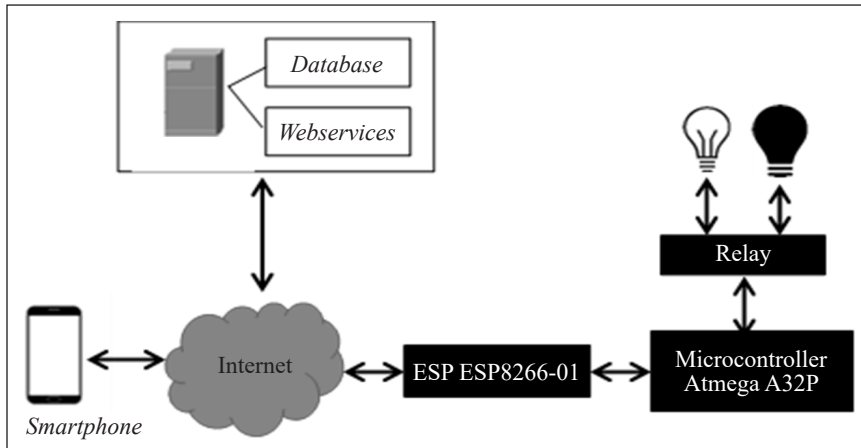 Database
Webservices
Relay
Internet
ESP ESP8266-01
Microcontroller
Atmega A32P
Smartphone